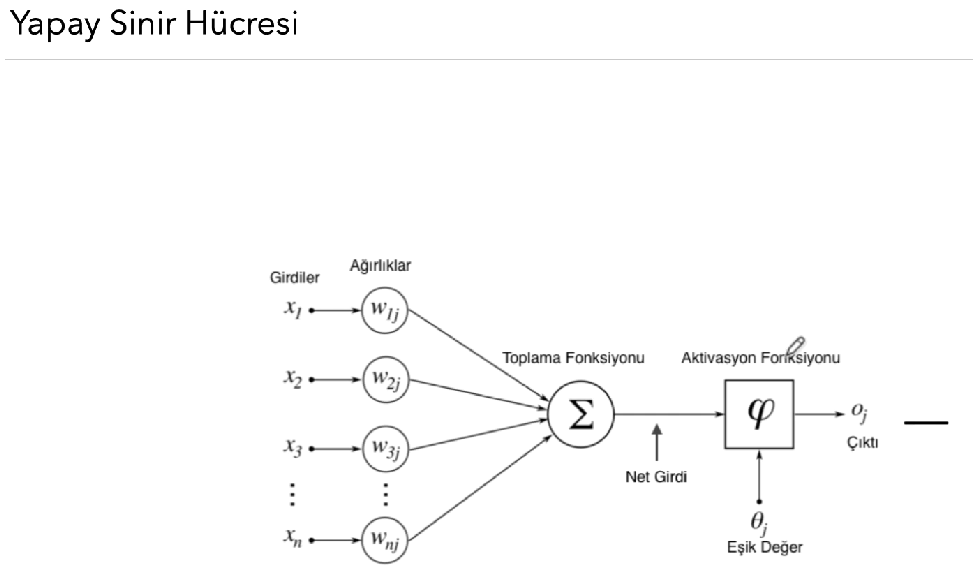 Yapay Sinir Hücresi
Girdiler
Ağırlıklar
x₁
w₁ⱼ
x₂
w₂ⱼ
x₃
w₃ⱼ
⋮
⋮
xₙ
wₙⱼ
Toplama Fonksiyonu
Σ
Net Girdi
Aktivasyon Fonksiyonu
φ
oⱼ
Çıktı
θⱼ
Eşik Değer